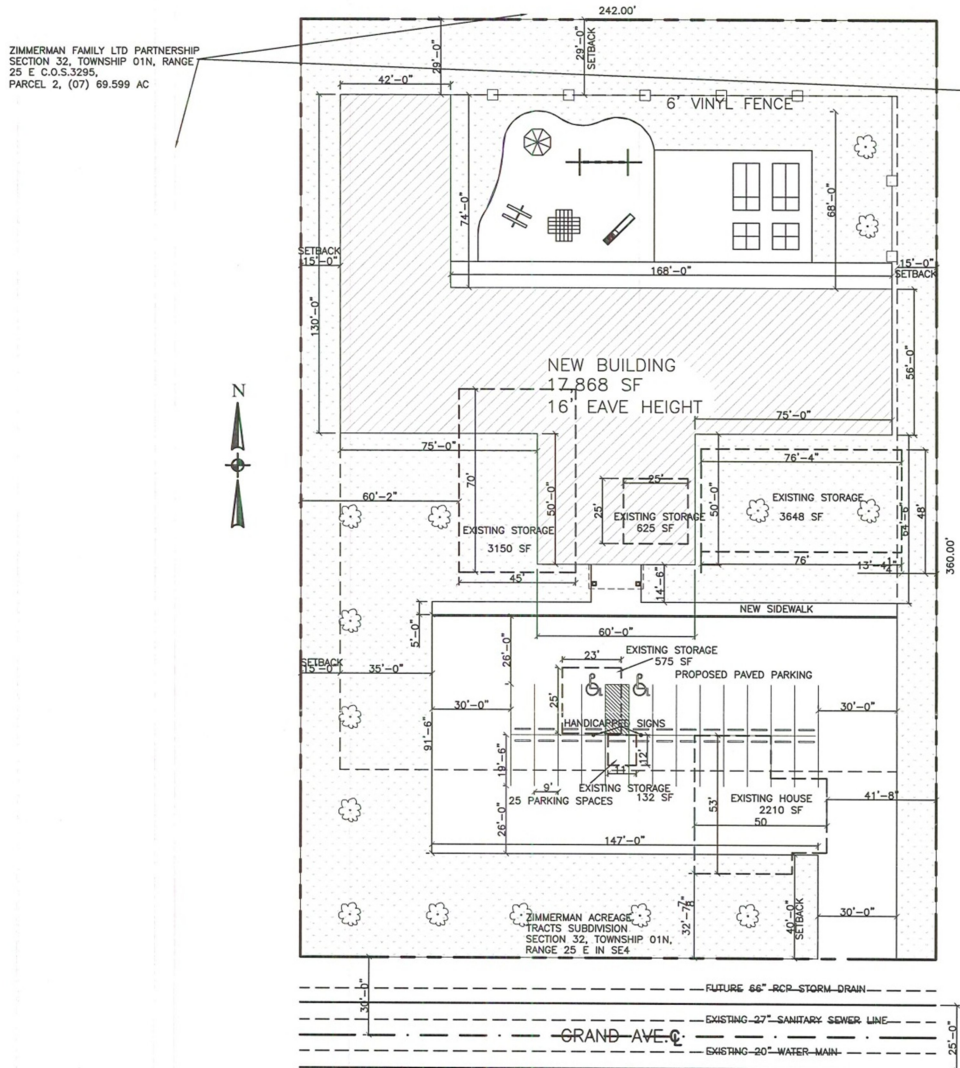 242.00'
ZIMMERMAN FAMILY LTD PARTNERSHIP
SECTION 32, TOWNSHIP 01N, RANGE
25 E C.O.S.3295,
PARCEL 2, (07) 69.599 AC
29'-0"
29'-0"
SETBACK
42'-0"
6' VINYL FENCE
74'-0"
68'-0"
SETBACK
15'-0"
168'-0"
15'-0"
SETBACK
130'-0"
N
NEW BUILDING
17,868 SF
16' EAVE HEIGHT
56'-0"
75'-0"
75'-0"
76'-4"
70'
60'-2"
50'-0"
25'
25'
EXISTING STORAGE
625 SF
50'-0"
EXISTING STORAGE
3648 SF
64'-6"
48'
EXISTING STORAGE
3150 SF
45'
76'
360.00'
14'-6"
NEW SIDEWALK
5'-0"
60'-0"
26'-0"
23'
EXISTING STORAGE
575 SF
PROPOSED PAVED PARKING
SETBACK
15'-0"
35'-0"
30'-0"
25'
30'-0"
HANDICAPPED SIGNS
91'-6"
19'-6"
12'
11'
9'
EXISTING STORAGE
132 SF
25 PARKING SPACES
53'
EXISTING HOUSE
2210 SF
50
41'-8"
26'-0"
147'-0"
ZIMMERMAN ACREAGE
TRACTS SUBDIVISION
SECTION 32, TOWNSHIP 01N,
RANGE 25 E IN SE4
40'-0"
SETBACK
30'-0"
30'-0"
FUTURE 66" RCP STORM DRAIN
EXISTING 27" SANITARY SEWER LINE
GRAND AVE.
EXISTING 20" WATER MAIN
25'-0"